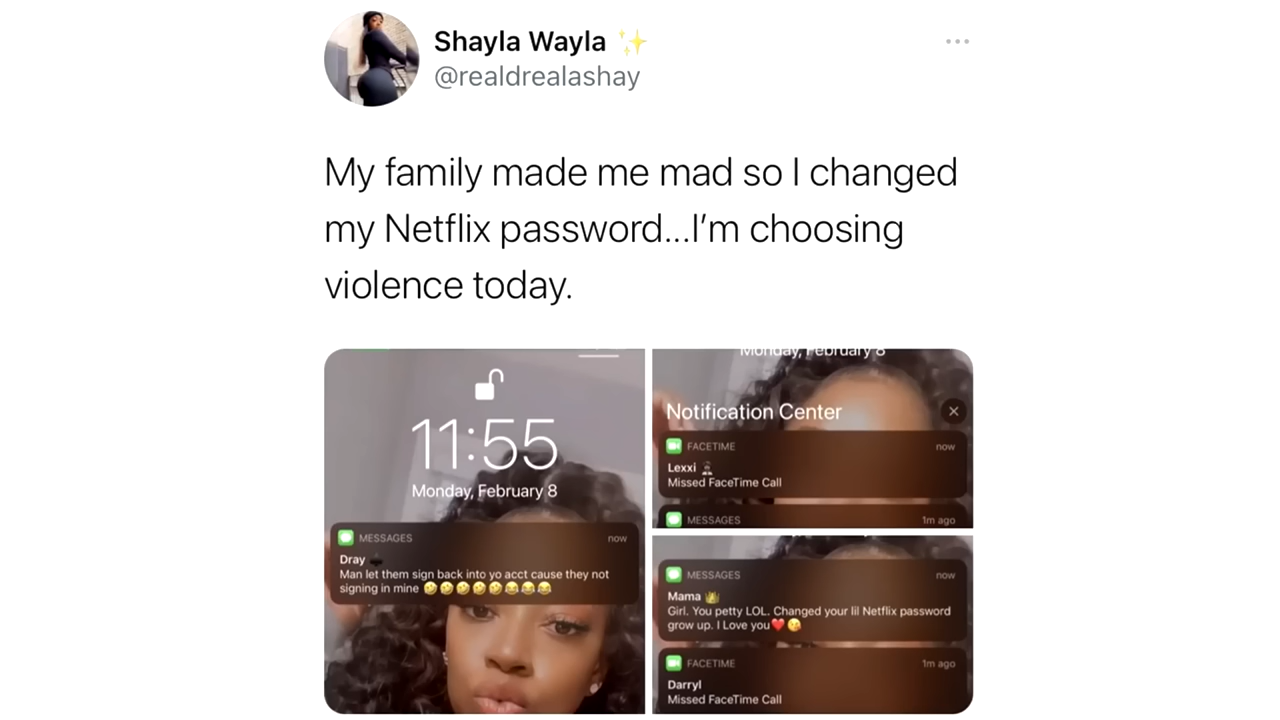 Shayla Wayla ✨
@realdrealashay
My family made me mad so I changed
my Netflix password...I'm choosing
violence today.
11:55
Monday, February 8
MESSAGES now
Dray
Man let them sign back into yo acct cause they not
signing in mine 🤣🤣🤣🤣🤣😂😂😂
Monday, February 8
Notification Center
FACETIME now
Lexxi
Missed FaceTime Call
MESSAGES 1m ago
MESSAGES now
Mama 👑
Girl. You petty LOL. Changed your lil Netflix password
grow up. I Love you❤️😘
FACETIME 1m ago
Darryl
Missed FaceTime Call